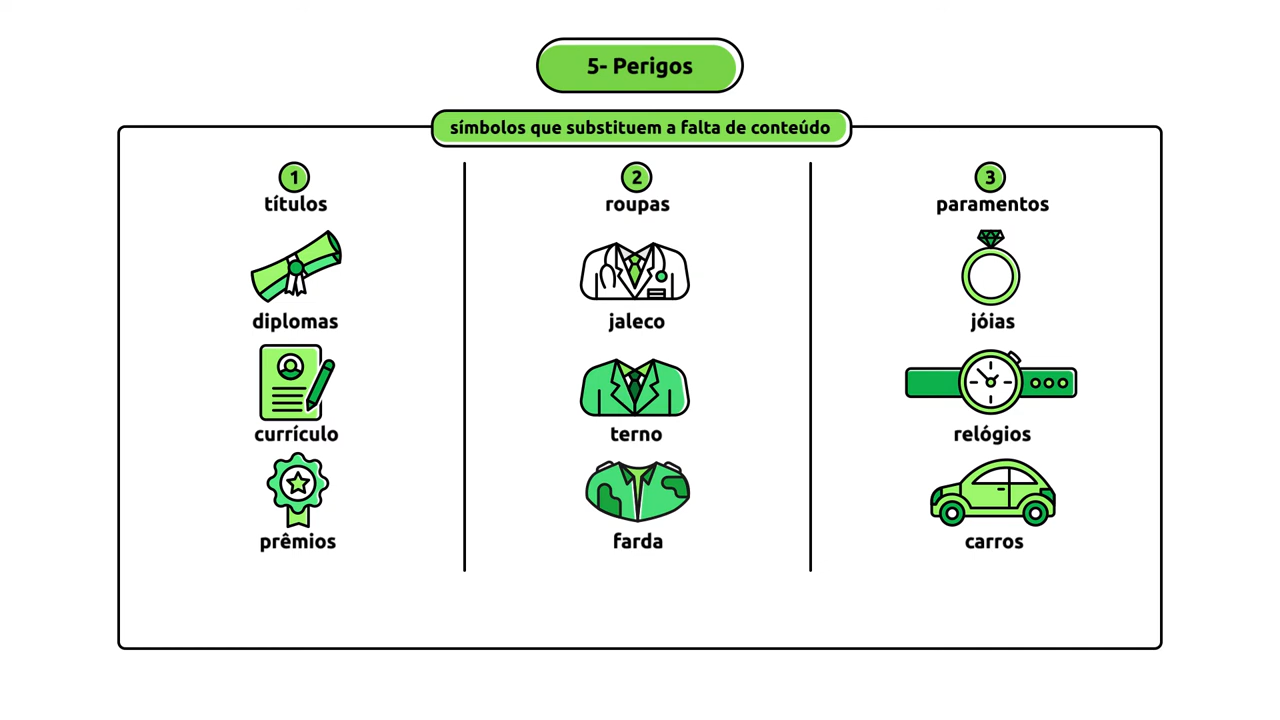 5- Perigos
símbolos que substituem a falta de conteúdo
1
títulos
diplomas
currículo
prêmios
2
roupas
jaleco
terno
farda
3
paramentos
jóias
relógios
carros